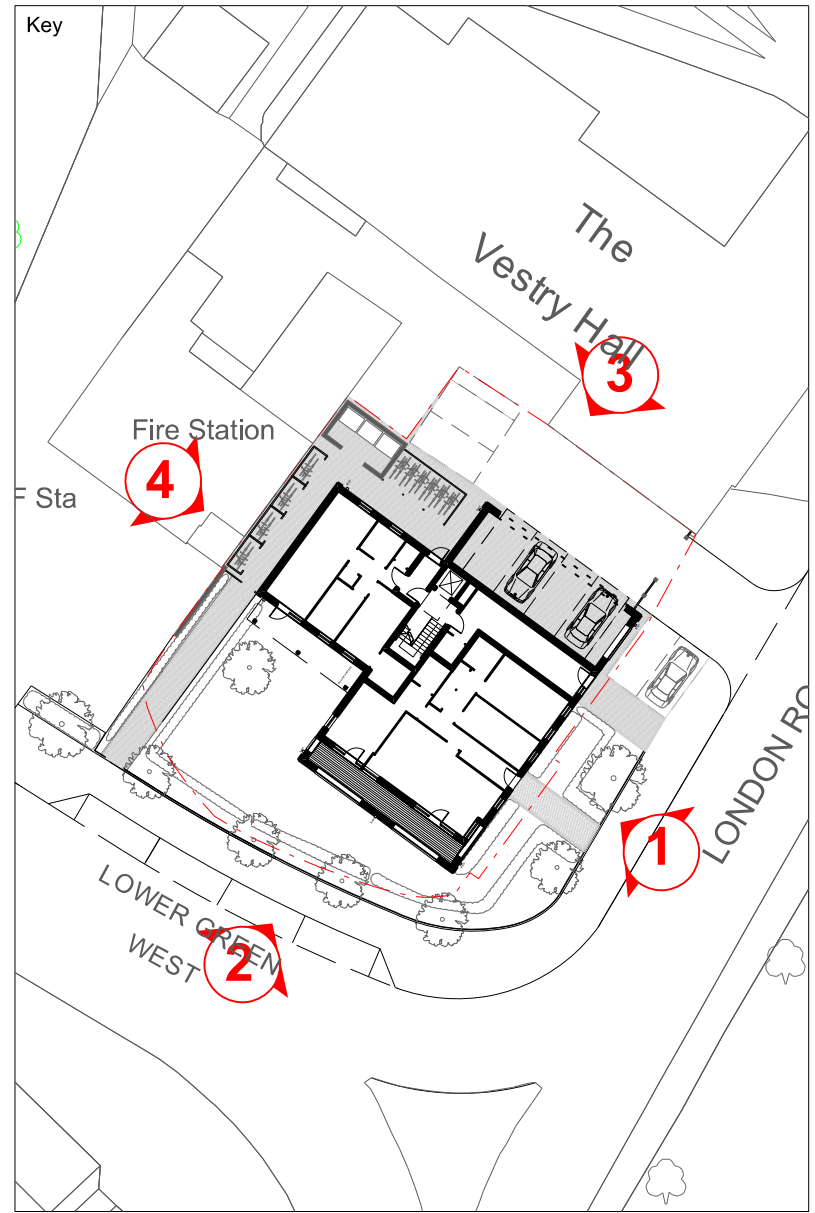 Key
The
Vestry Hall
3
Fire Station
4
F Sta
LONDON RO
1
LOWER GREEN
WEST
2